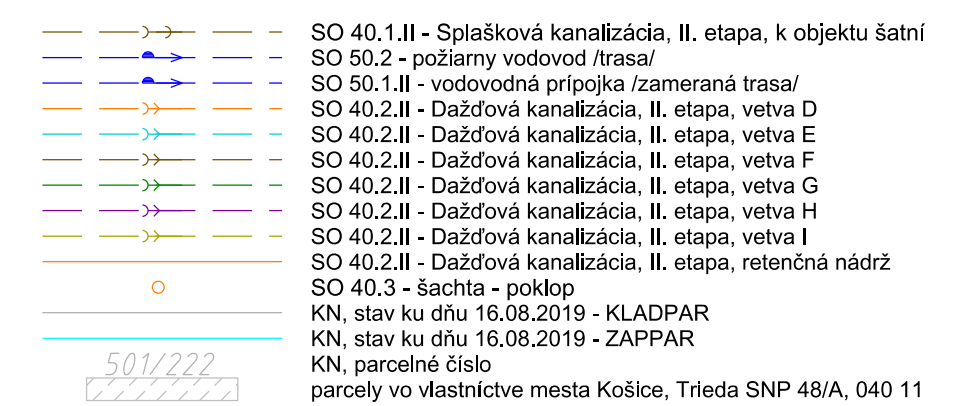 SO 40.1.II - Splašková kanalizácia, II. etapa, k objektu šatní
SO 50.2 - požiarny vodovod /trasa/
SO 50.1.II - vodovodná prípojka /zameraná trasa/
SO 40.2.II - Dažďová kanalizácia, II. etapa, vetva D
SO 40.2.II - Dažďová kanalizácia, II. etapa, vetva E
SO 40.2.II - Dažďová kanalizácia, II. etapa, vetva F
SO 40.2.II - Dažďová kanalizácia, II. etapa, vetva G
SO 40.2.II - Dažďová kanalizácia, II. etapa, vetva H
SO 40.2.II - Dažďová kanalizácia, II. etapa, vetva I
SO 40.2.II - Dažďová kanalizácia, II. etapa, retenčná nádrž
SO 40.3 - šachta - poklop
KN, stav ku dňu 16.08.2019 - KLADPAR
KN, stav ku dňu 16.08.2019 - ZAPPAR
501/222 KN, parcelné číslo
parcely vo vlastníctve mesta Košice, Trieda SNP 48/A, 040 11